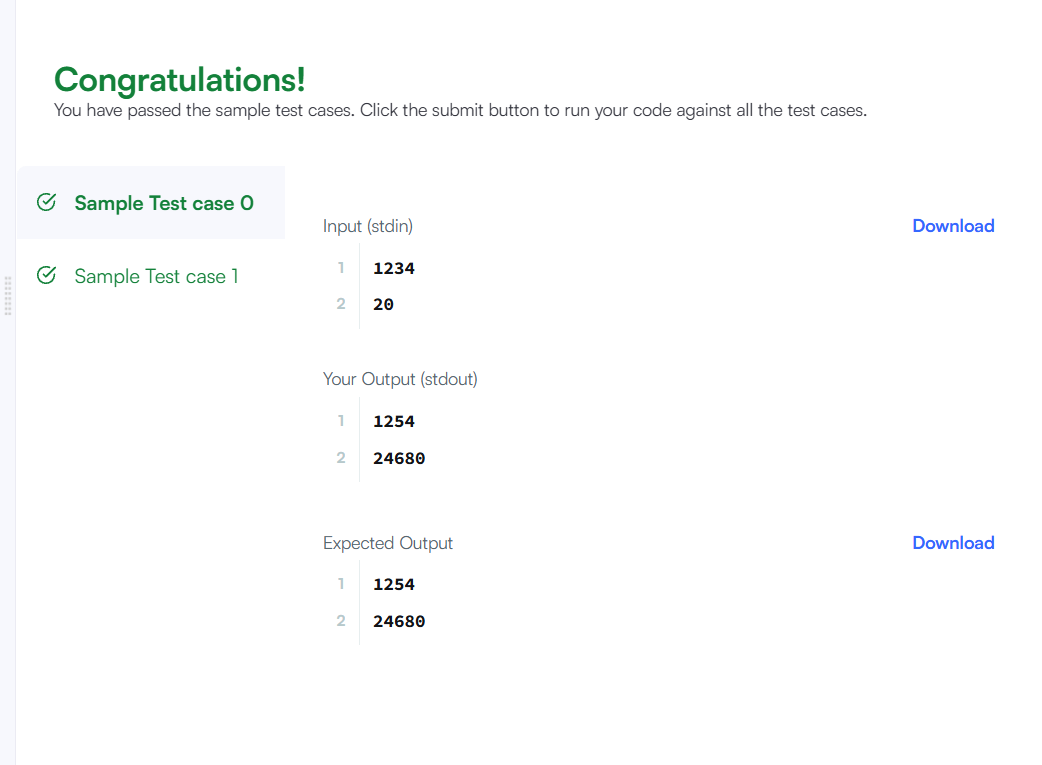 Congratulations!
You have passed the sample test cases. Click the submit button to run your code against all the test cases.
Sample Test case 0
Sample Test case 1
Input (stdin)
Download
1 1234
2 20
Your Output (stdout)
1 1254
2 24680
Expected Output
Download
1 1254
2 24680